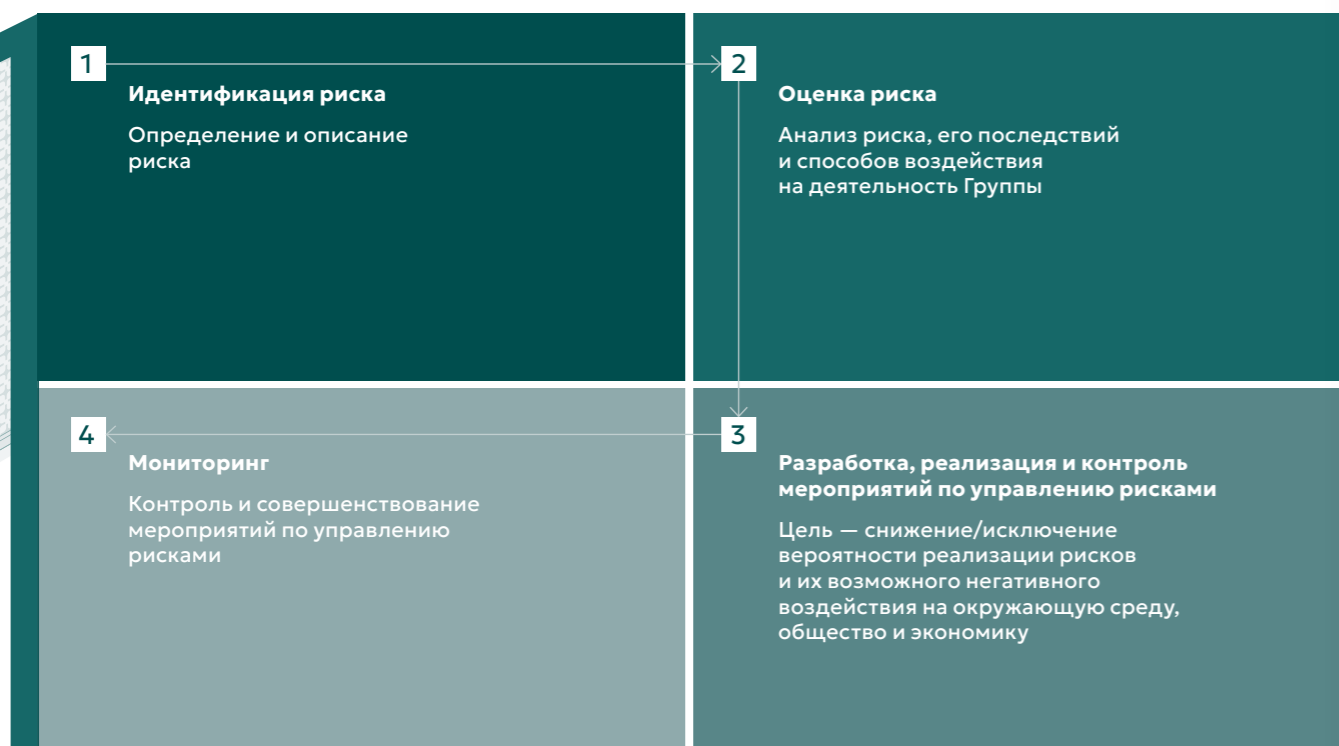 1
Идентификация риска
Определение и описание
риска
2
Оценка риска
Анализ риска, его последствий
и способов воздействия
на деятельность Группы
3
Разработка, реализация и контроль
мероприятий по управлению рисками
Цель — снижение/исключение
вероятности реализации рисков
и их возможного негативного
воздействия на окружающую среду,
общество и экономику
4
Мониторинг
Контроль и совершенствование
мероприятий по управлению
рисками